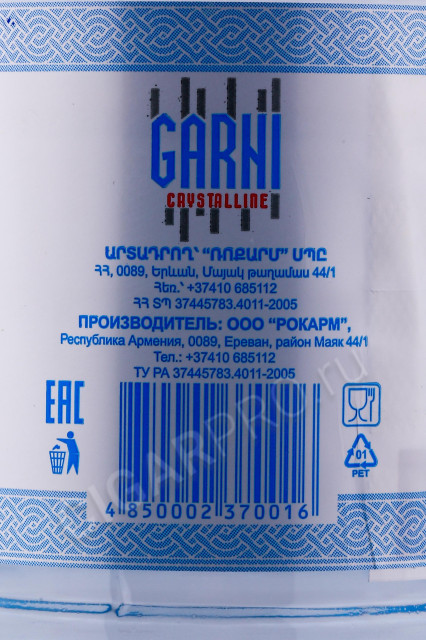 GARNI
CRYSTALLINE
ԱՐՏԱԴՐՈՂ՝ “ՌՈՔԱՐՄ” ՍՊԸ
ՀՀ, 0089, Երևան, Մայակ թաղամաս 44/1
Հեռ.՝ +37410 685112
ՀՀ ՏՊ 37445783.4011-2005
ПРОИЗВОДИТЕЛЬ: ООО “РОКАРМ”,
Республика Армения, 0089, Ереван, район Маяк 44/1
Тел.: +37410 685112
ТУ РА 37445783.4011-2005
EAC
01
PET
4 850002 370016
CIGARPRO.ru